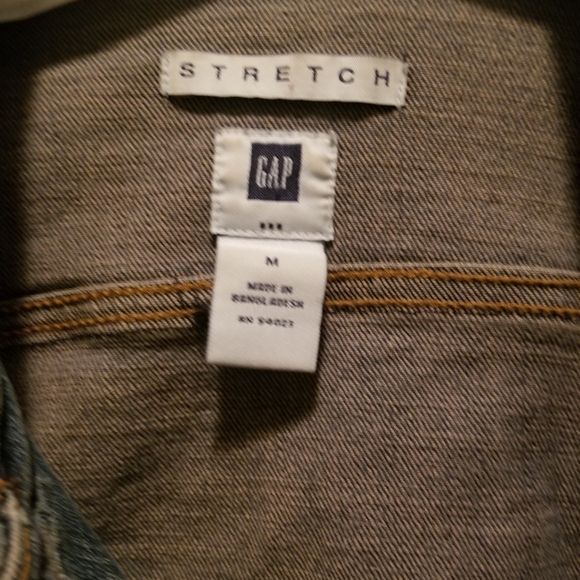 STRETCH
GAP
M
MADE IN
BANGLADESH
RN 54023